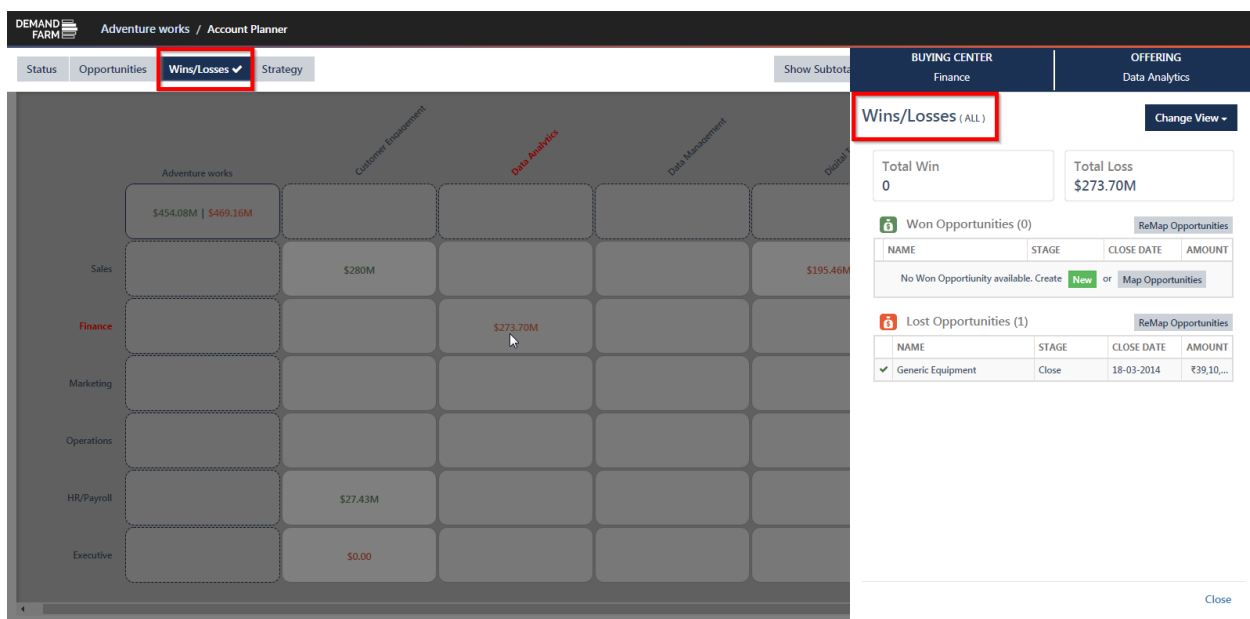 DEMAND
FARM
Adventure works / Account Planner
Status
Opportunities
Wins/Losses ✔
Strategy
Show Subtota
BUYING CENTER
Finance
OFFERING
Data Analytics
Wins/Losses ( ALL )
Change View
Total Win
0
Total Loss
$273.70M
Won Opportunities (0)
ReMap Opportunities
NAME STAGE CLOSE DATE AMOUNT
No Won Opportiunity available. Create New or Map Opportunities
Lost Opportunities (1)
ReMap Opportunities
NAME STAGE CLOSE DATE AMOUNT
✔ Generic Equipment Close 18-03-2014 ₹39,10,...
Close
Adventure works
Customer Engagement
Data Analytics
Data Management
Digital T
$454.08M | $469.16M
Sales $280M $195.46M
Finance $273.70M
Marketing
Operations
HR/Payroll $27.43M
Executive $0.00